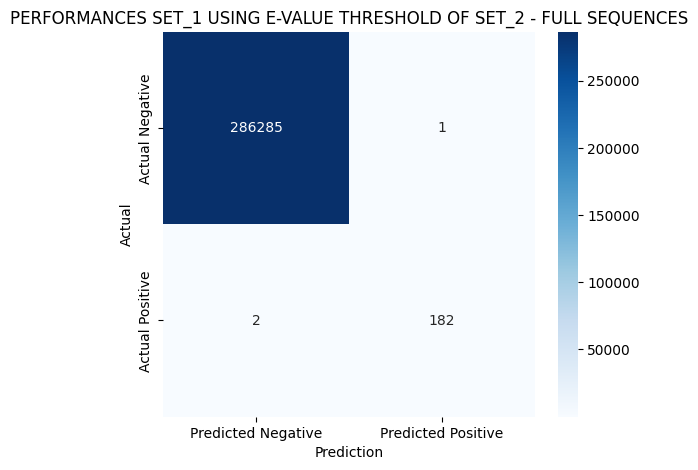 PERFORMANCES SET_1 USING E-VALUE THRESHOLD OF SET_2 - FULL SEQUENCES
Actual
Actual Negative
Actual Positive
286285
1
2
182
Predicted Negative
Predicted Positive
Prediction
250000
200000
150000
100000
50000